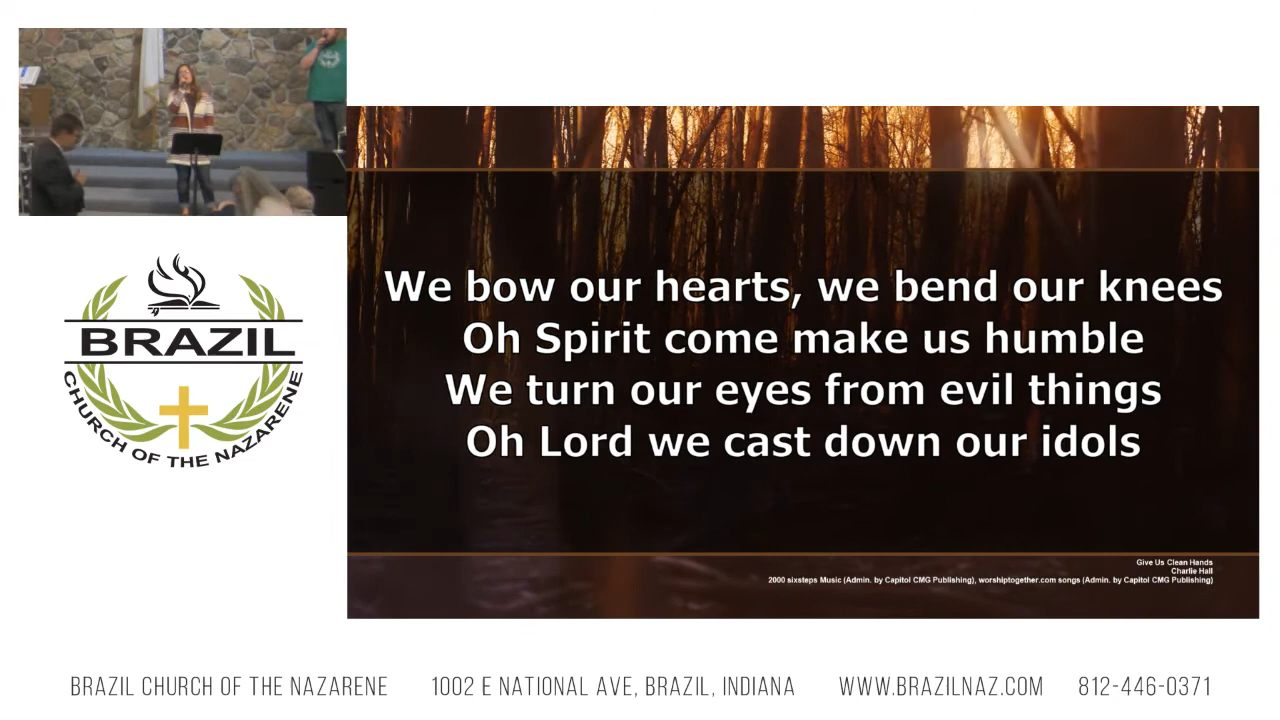 BRAZIL
CHURCH OF THE NAZARENE
We bow our hearts, we bend our knees
Oh Spirit come make us humble
We turn our eyes from evil things
Oh Lord we cast down our idols
Give Us Clean Hands
Charlie Hall
2000 sixsteps Music (Admin. by Capitol CMG Publishing), worshiptogether.com songs (Admin. by Capitol CMG Publishing)
BRAZIL CHURCH OF THE NAZARENE 1002 E NATIONAL AVE, BRAZIL, INDIANA WWW.BRAZILNAZ.COM 812-446-0371